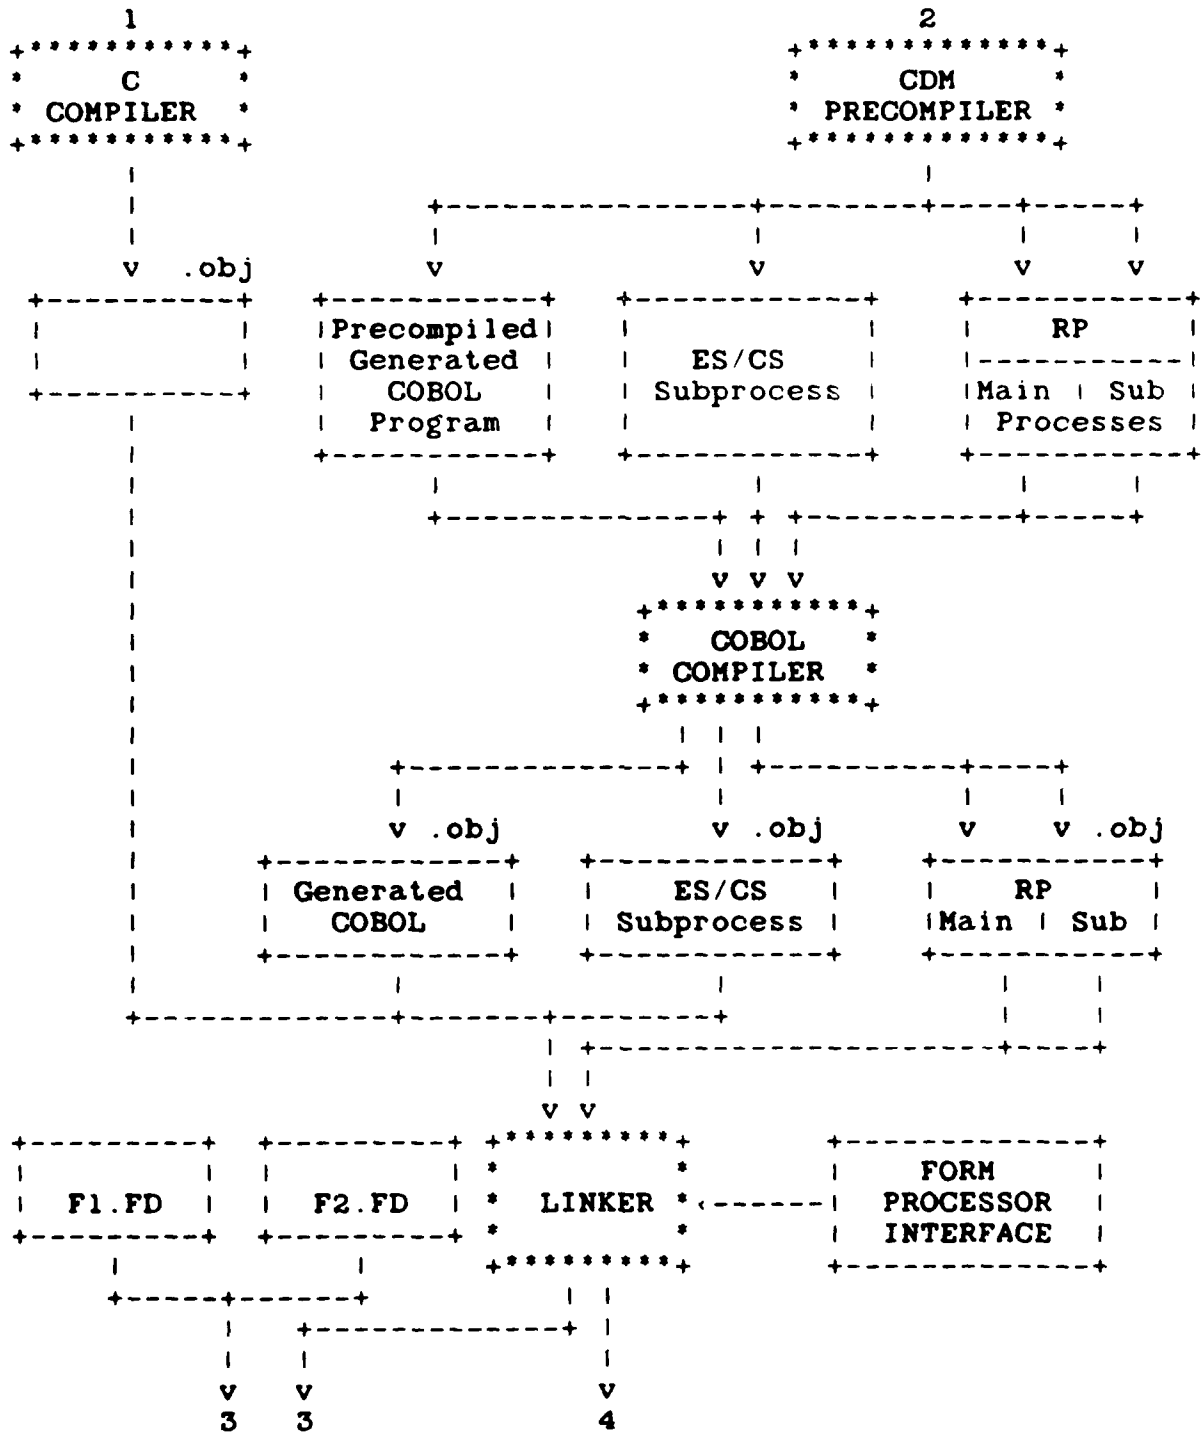 1
2
C
COMPILER
CDM
PRECOMPILER
.obj
Precompiled
Generated
COBOL
Program
ES/CS
Subprocess
RP
Main | Sub
Processes
COBOL
COMPILER
.obj
.obj
.obj
Generated
COBOL
ES/CS
Subprocess
RP
Main | Sub
F1.FD
F2.FD
LINKER
FORM
PROCESSOR
INTERFACE
3
3
4